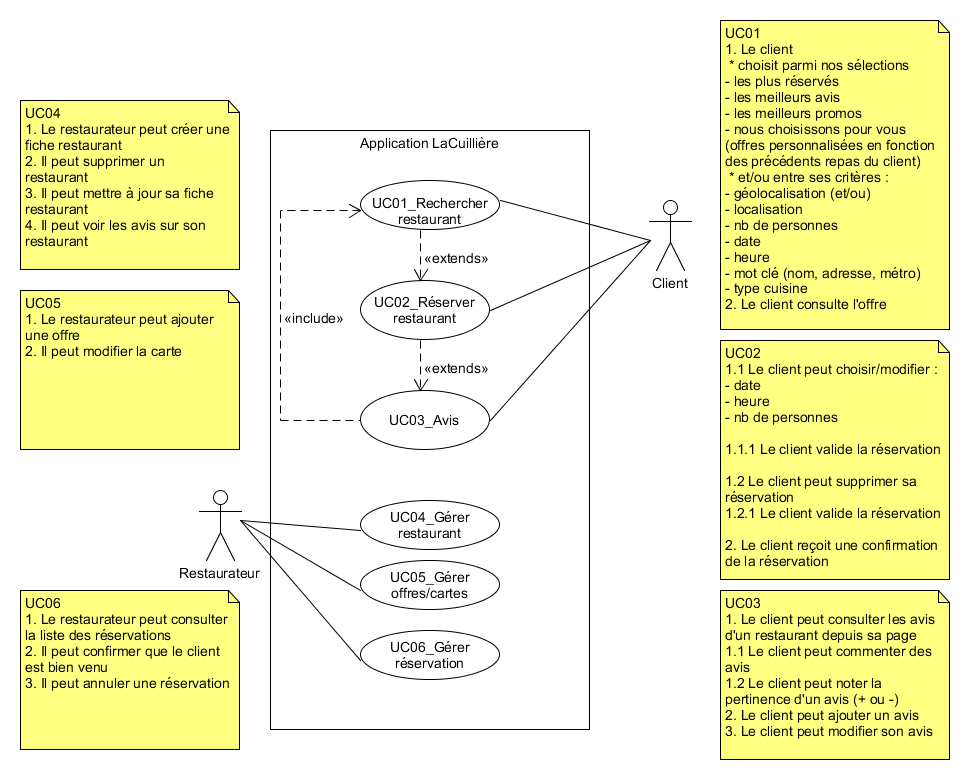 UC04
1. Le restaurateur peut créer une
fiche restaurant
2. Il peut supprimer un
restaurant
3. Il peut mettre à jour sa fiche
restaurant
4. Il peut voir les avis sur son
restaurant
UC05
1. Le restaurateur peut ajouter
une offre
2. Il peut modifier la carte
Restaurateur
UC06
1. Le restaurateur peut consulter
la liste des réservations
2. Il peut confirmer que le client
est bien venu
3. Il peut annuler une réservation
Application LaCuillière
UC01_Rechercher
restaurant
«extends»
UC02_Réserver
restaurant
«include»
«extends»
UC03_Avis
UC04_Gérer
restaurant
UC05_Gérer
offres/cartes
UC06_Gérer
réservation
Client
UC01
1. Le client
* choisit parmi nos sélections
- les plus réservés
- les meilleurs avis
- les meilleurs promos
- nous choisissons pour vous
(offres personnalisées en fonction
des précédents repas du client)
* et/ou entre ses critères :
- géolocalisation (et/ou)
- localisation
- nb de personnes
- date
- heure
- mot clé (nom, adresse, métro)
- type cuisine
2. Le client consulte l'offre
UC02
1.1 Le client peut choisir/modifier :
- date
- heure
- nb de personnes
1.1.1 Le client valide la réservation
1.2 Le client peut supprimer sa
réservation
1.2.1 Le client valide la réservation
2. Le client reçoit une confirmation
de la réservation
UC03
1. Le client peut consulter les avis
d'un restaurant depuis sa page
1.1 Le client peut commenter des
avis
1.2 Le client peut noter la
pertinence d'un avis (+ ou -)
2. Le client peut ajouter un avis
3. Le client peut modifier son avis